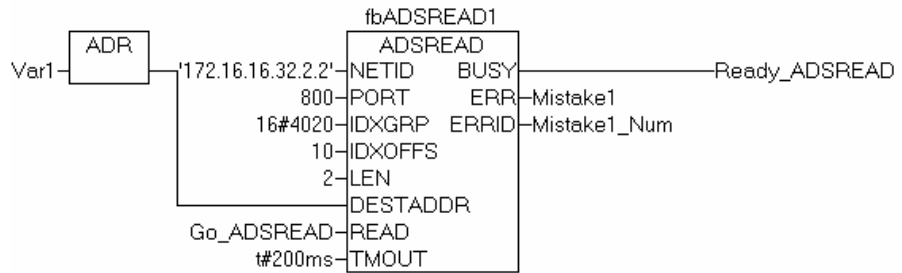 fbADSREAD1
ADR
ADSREAD
Var1 '172.16.16.32.2.2' NETID BUSY Ready_ADSREAD
800 PORT ERR Mistake1
16#4020 IDXGRP ERRID Mistake1_Num
10 IDXOFFS
2 LEN
DESTADDR
Go_ADSREAD READ
t#200ms TMOUT